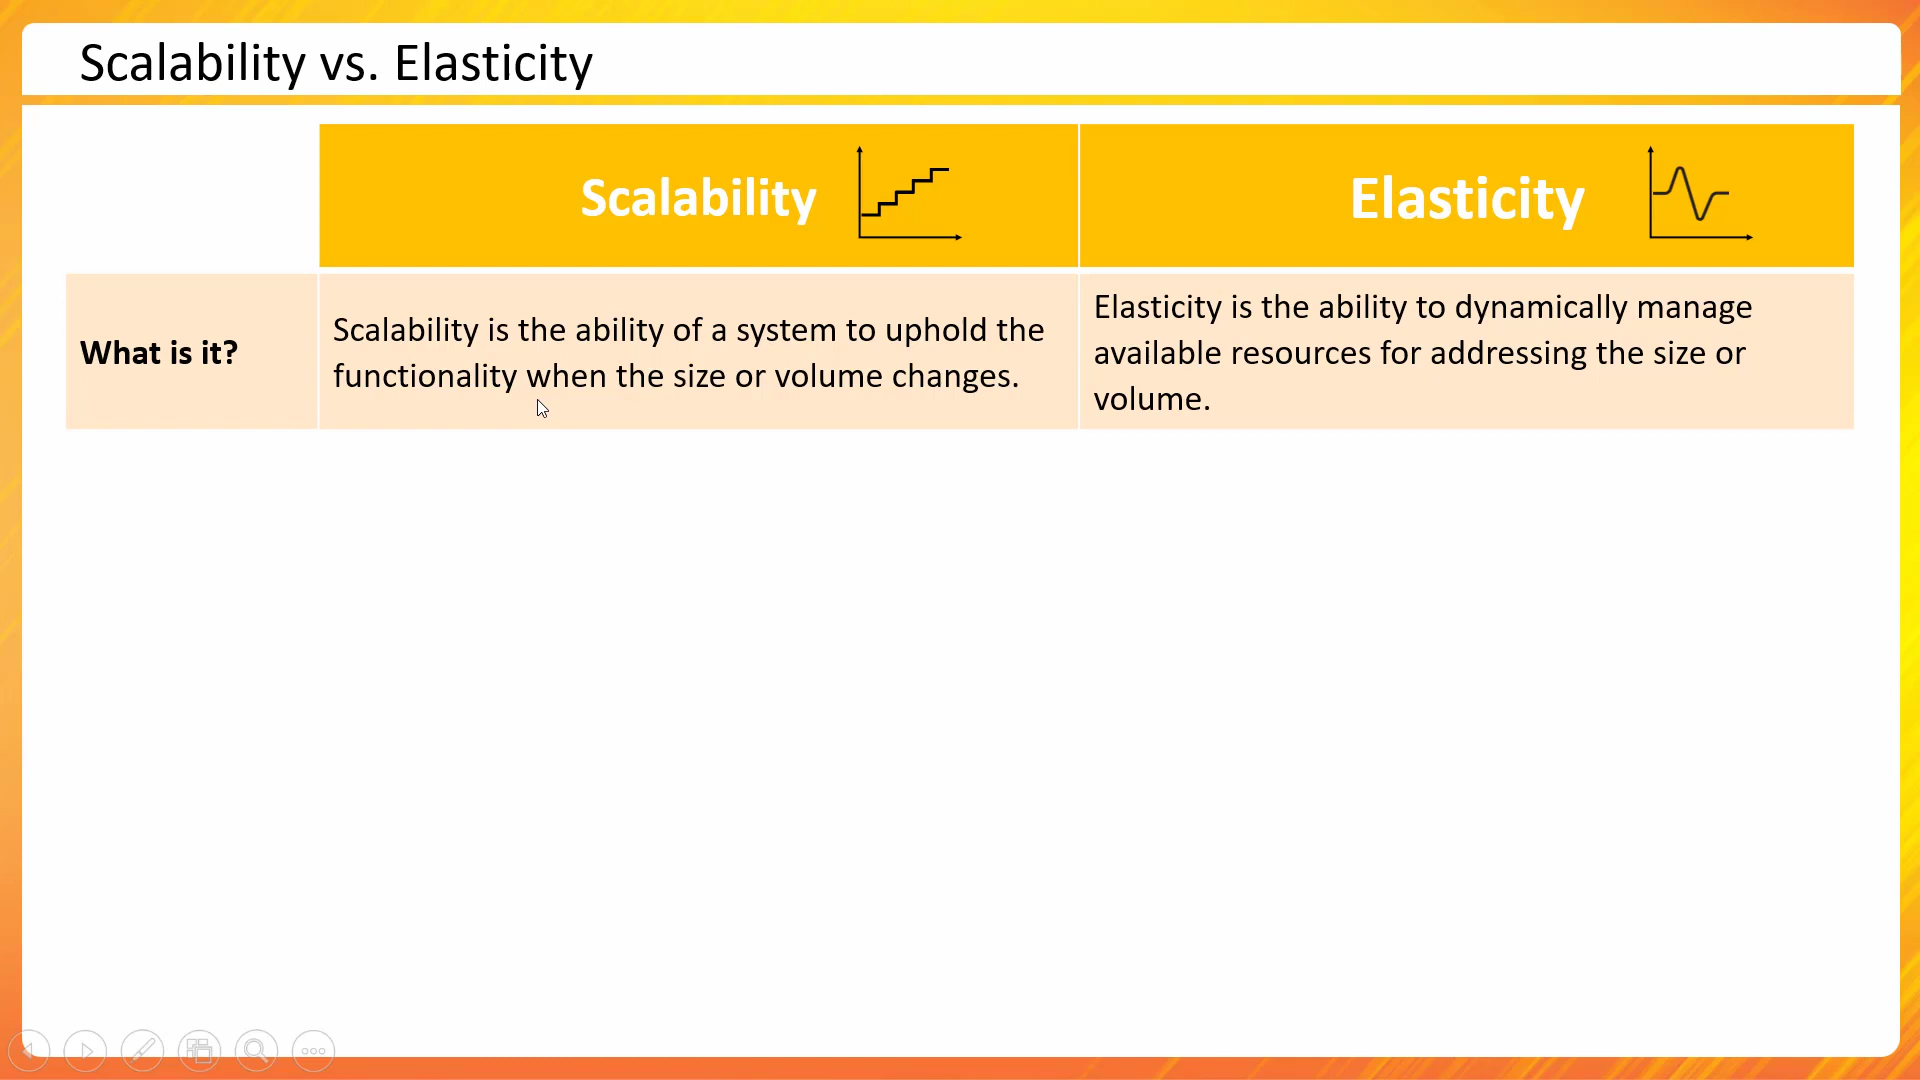 Scalability vs. Elasticity
Scalability
Elasticity
What is it?
Scalability is the ability of a system to uphold the
functionality when the size or volume changes.
Elasticity is the ability to dynamically manage
available resources for addressing the size or
volume.